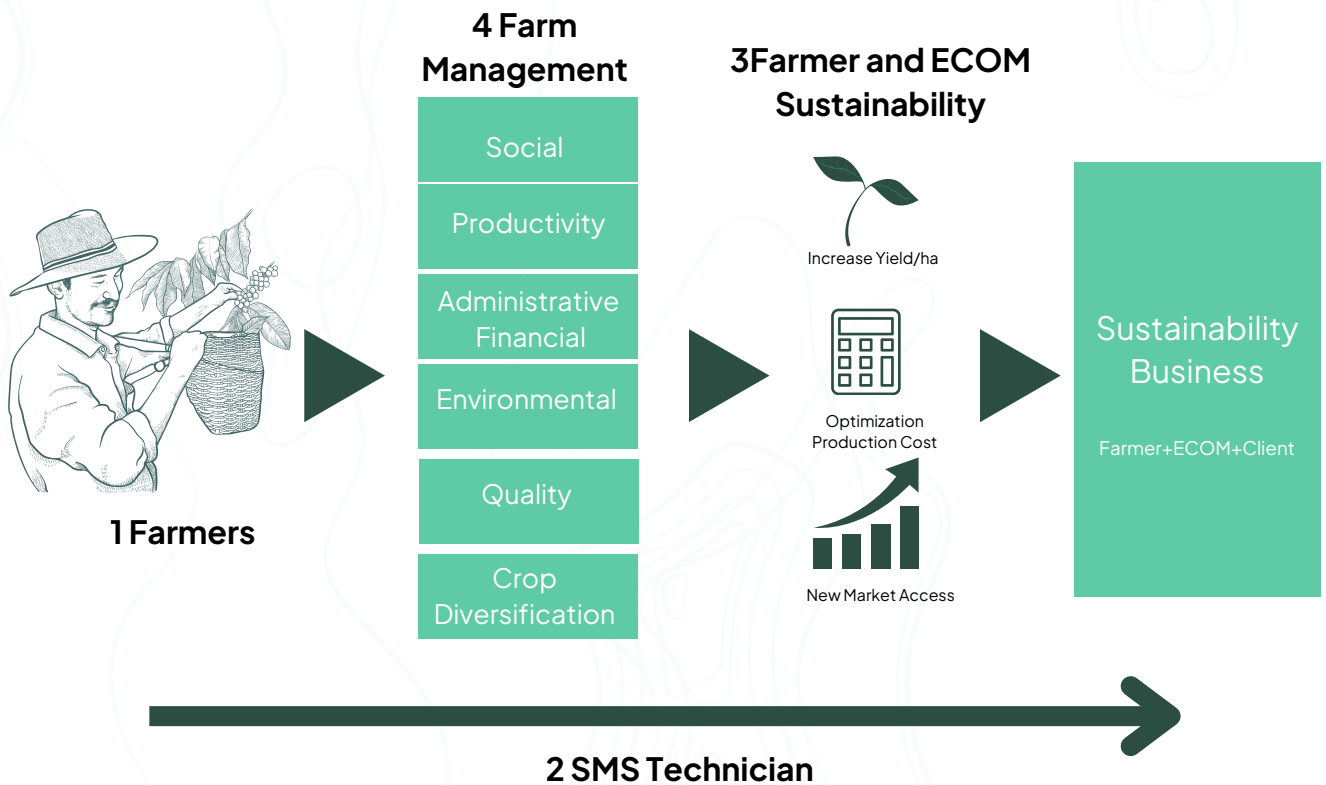 4 Farm
Management
Social
Productivity
Administrative
Financial
Environmental
Quality
Crop
Diversification
1 Farmers
3Farmer and ECOM
Sustainability
Increase Yield/ha
Optimization
Production Cost
New Market Access
Sustainability
Business
Farmer+ECOM+Client
2 SMS Technician